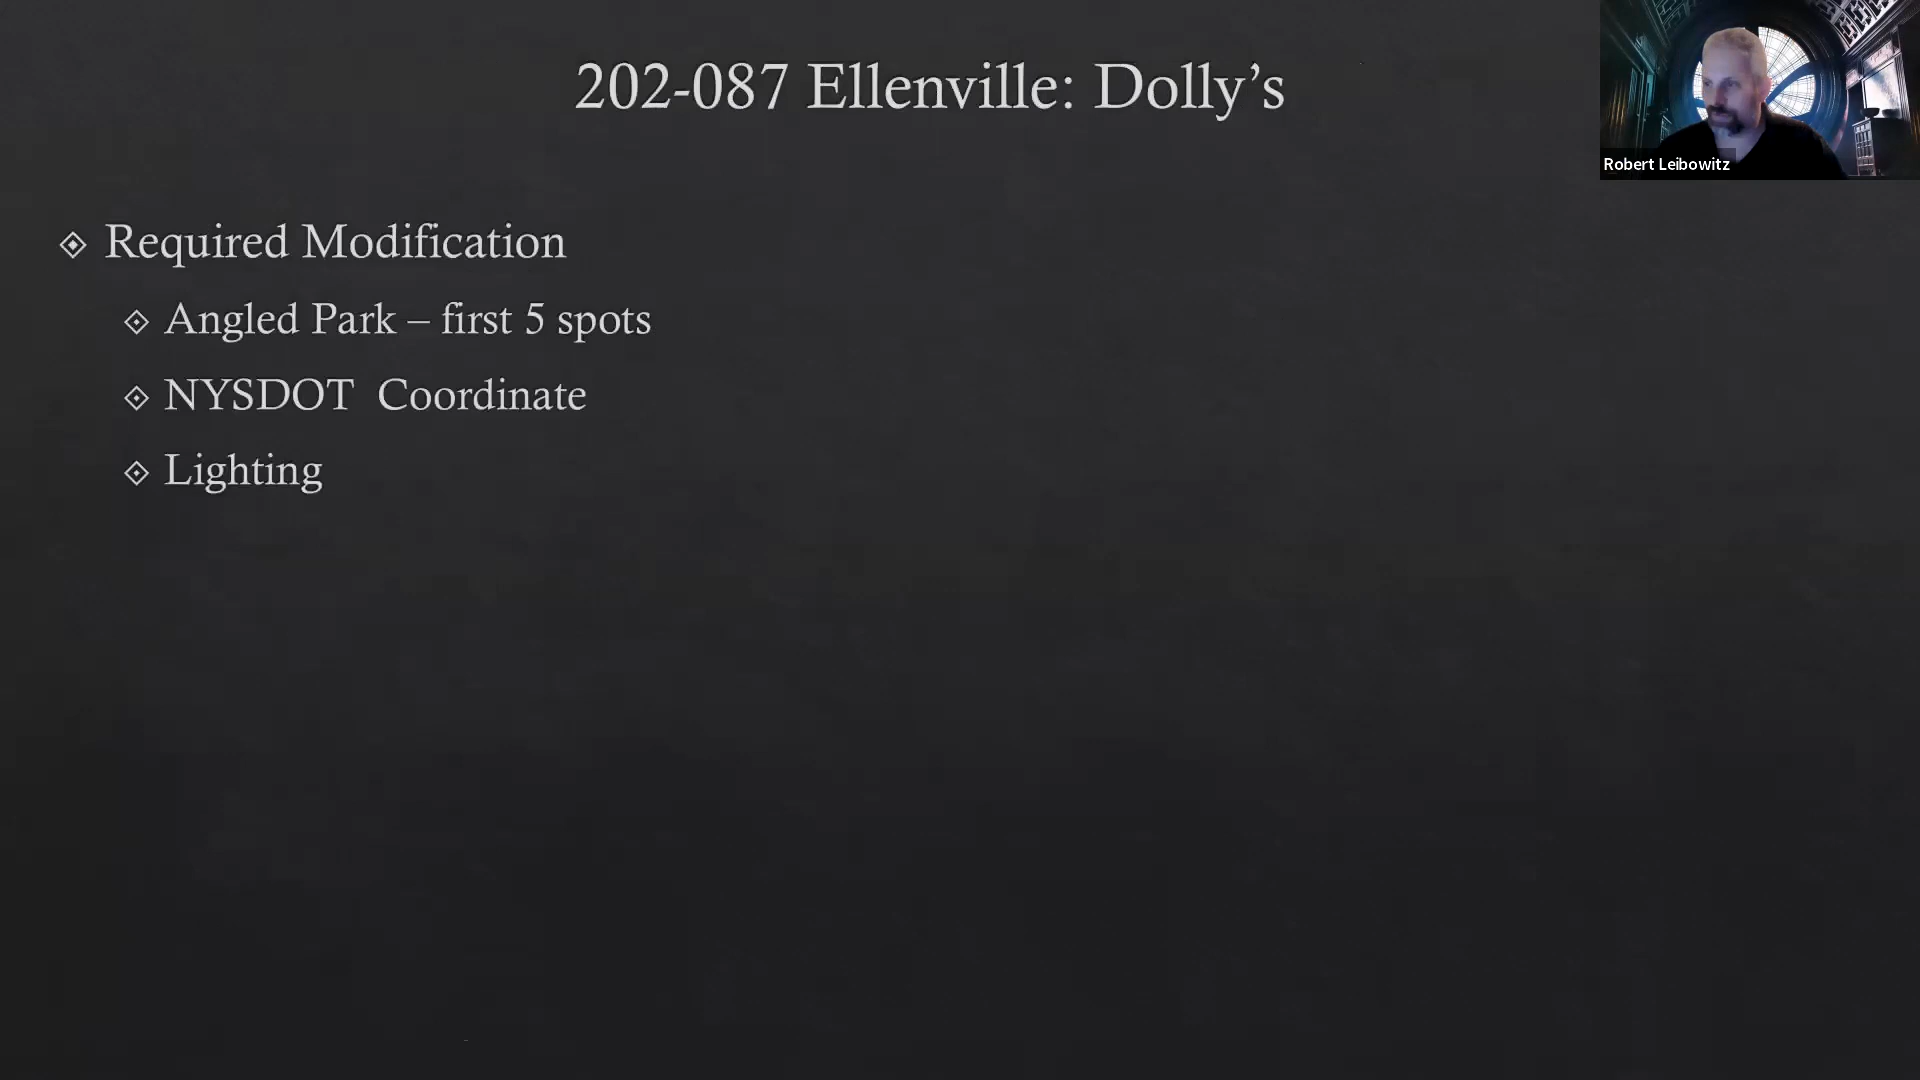 202-087 Ellenville: Dolly’s
Robert Leibowitz
Required Modification
Angled Park – first 5 spots
NYSDOT  Coordinate
Lighting